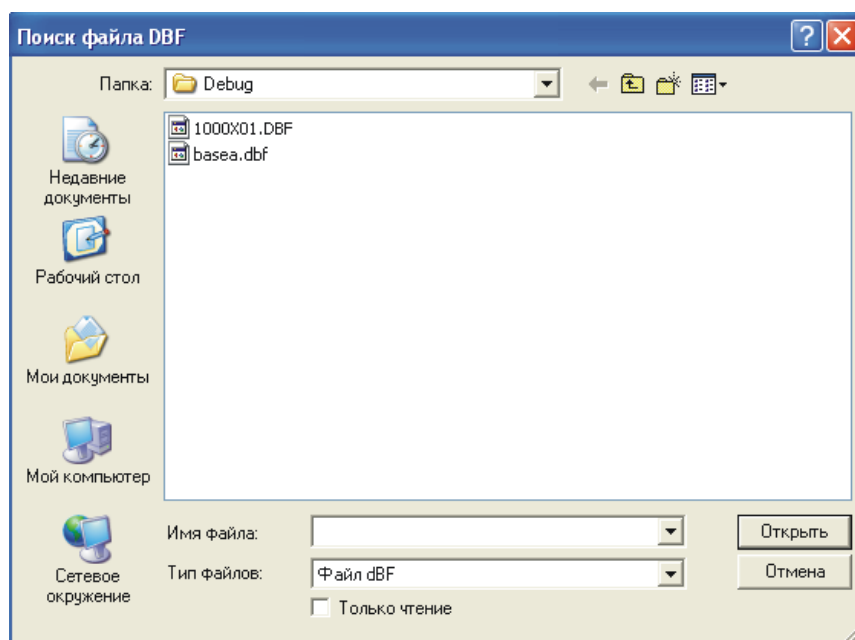 Поиск файла DBF
Папка: Debug
1000X01.DBF
basea.dbf
Недавние
документы
Рабочий стол
Мои документы
Мой компьютер
Сетевое
окружение
Имя файла:
Открыть
Тип файлов: Файл dBF
Отмена
Только чтение